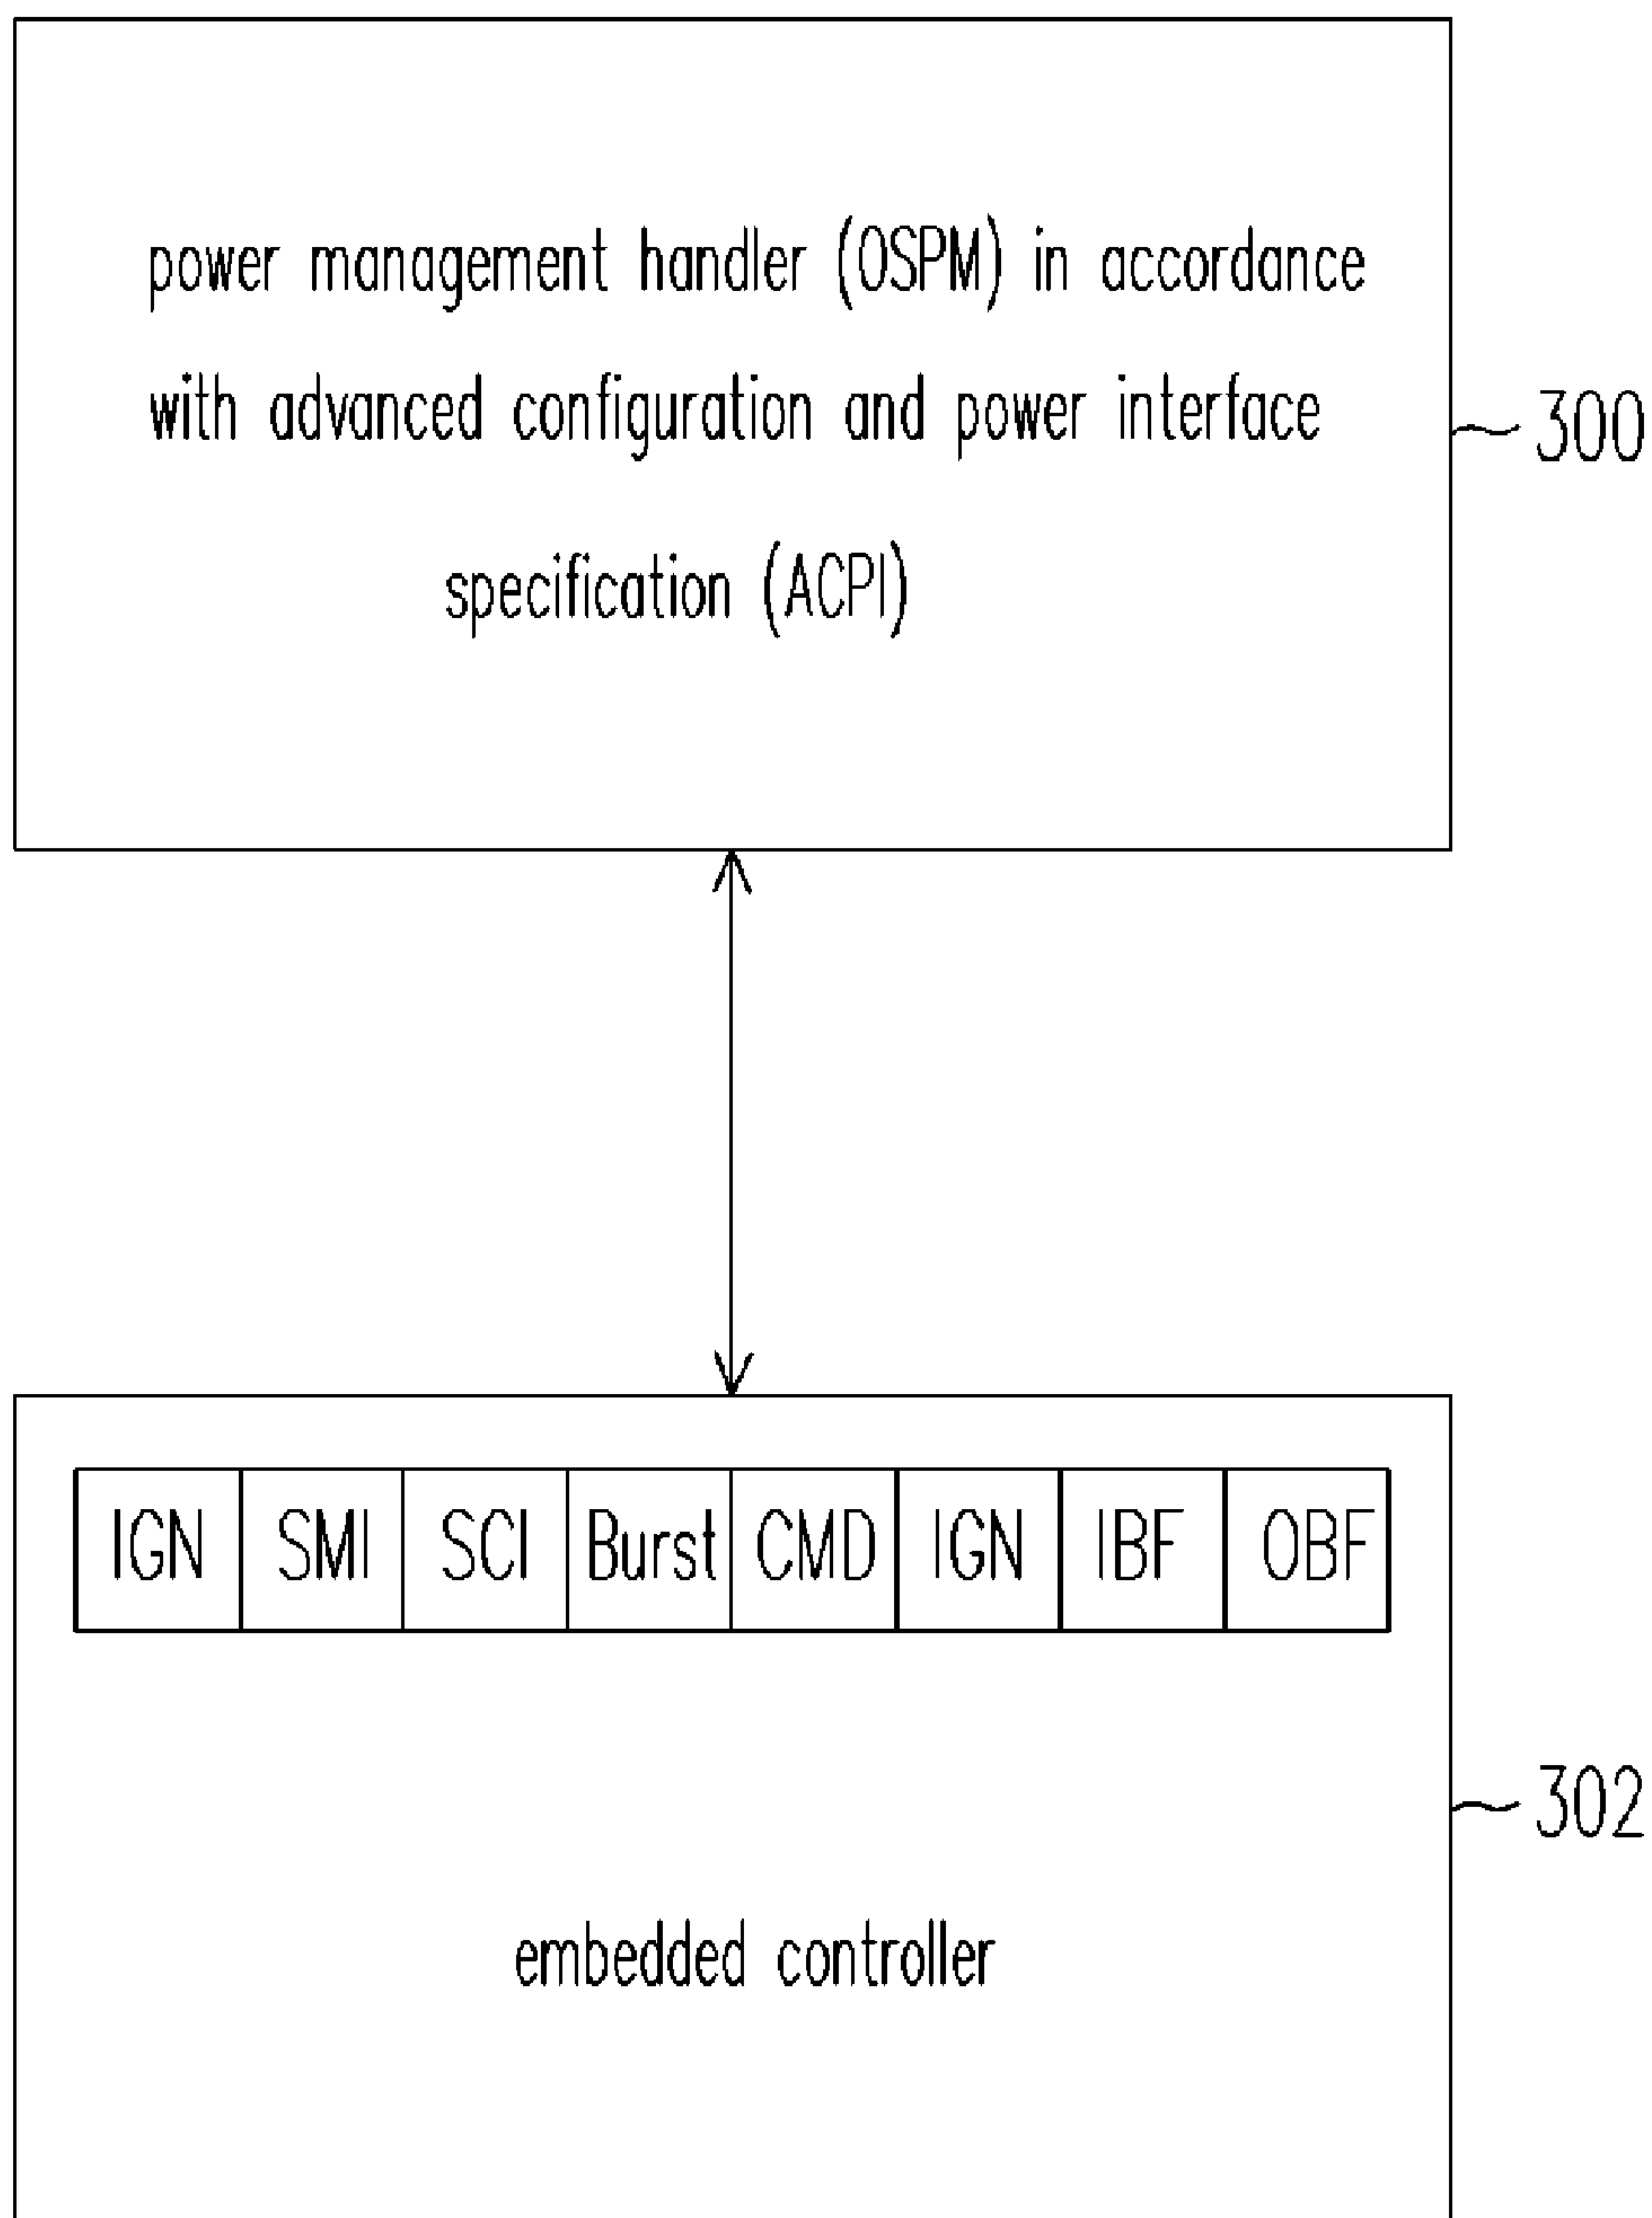 power management handler (OSPM) in accordance
with advanced configuration and power interface
specification (ACPI)
300
IGN SMI SCI Burst CMD IGN IBF OBF
302
embedded controller